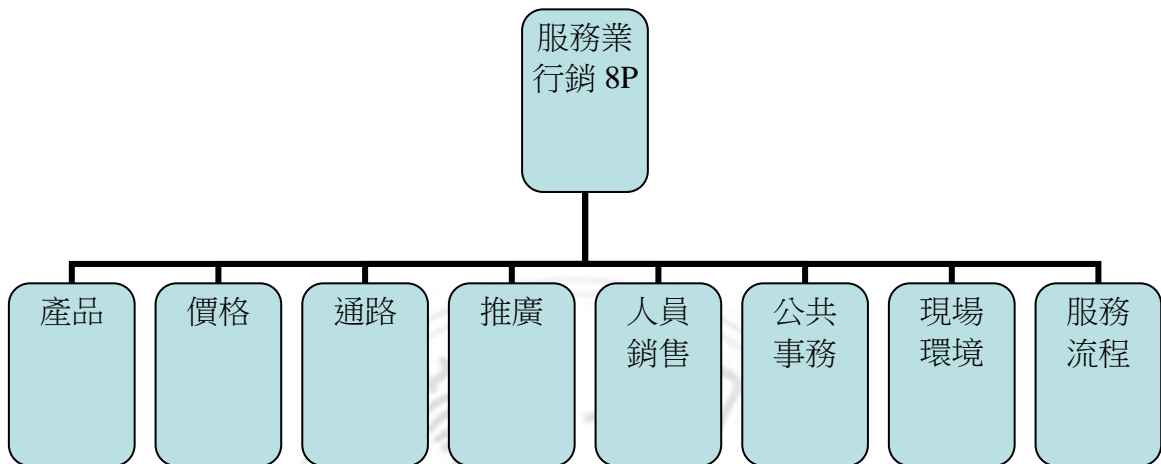 服務業
行銷 8P
產品
價格
通路
推廣
人員
銷售
公共
事務
現場
環境
服務
流程